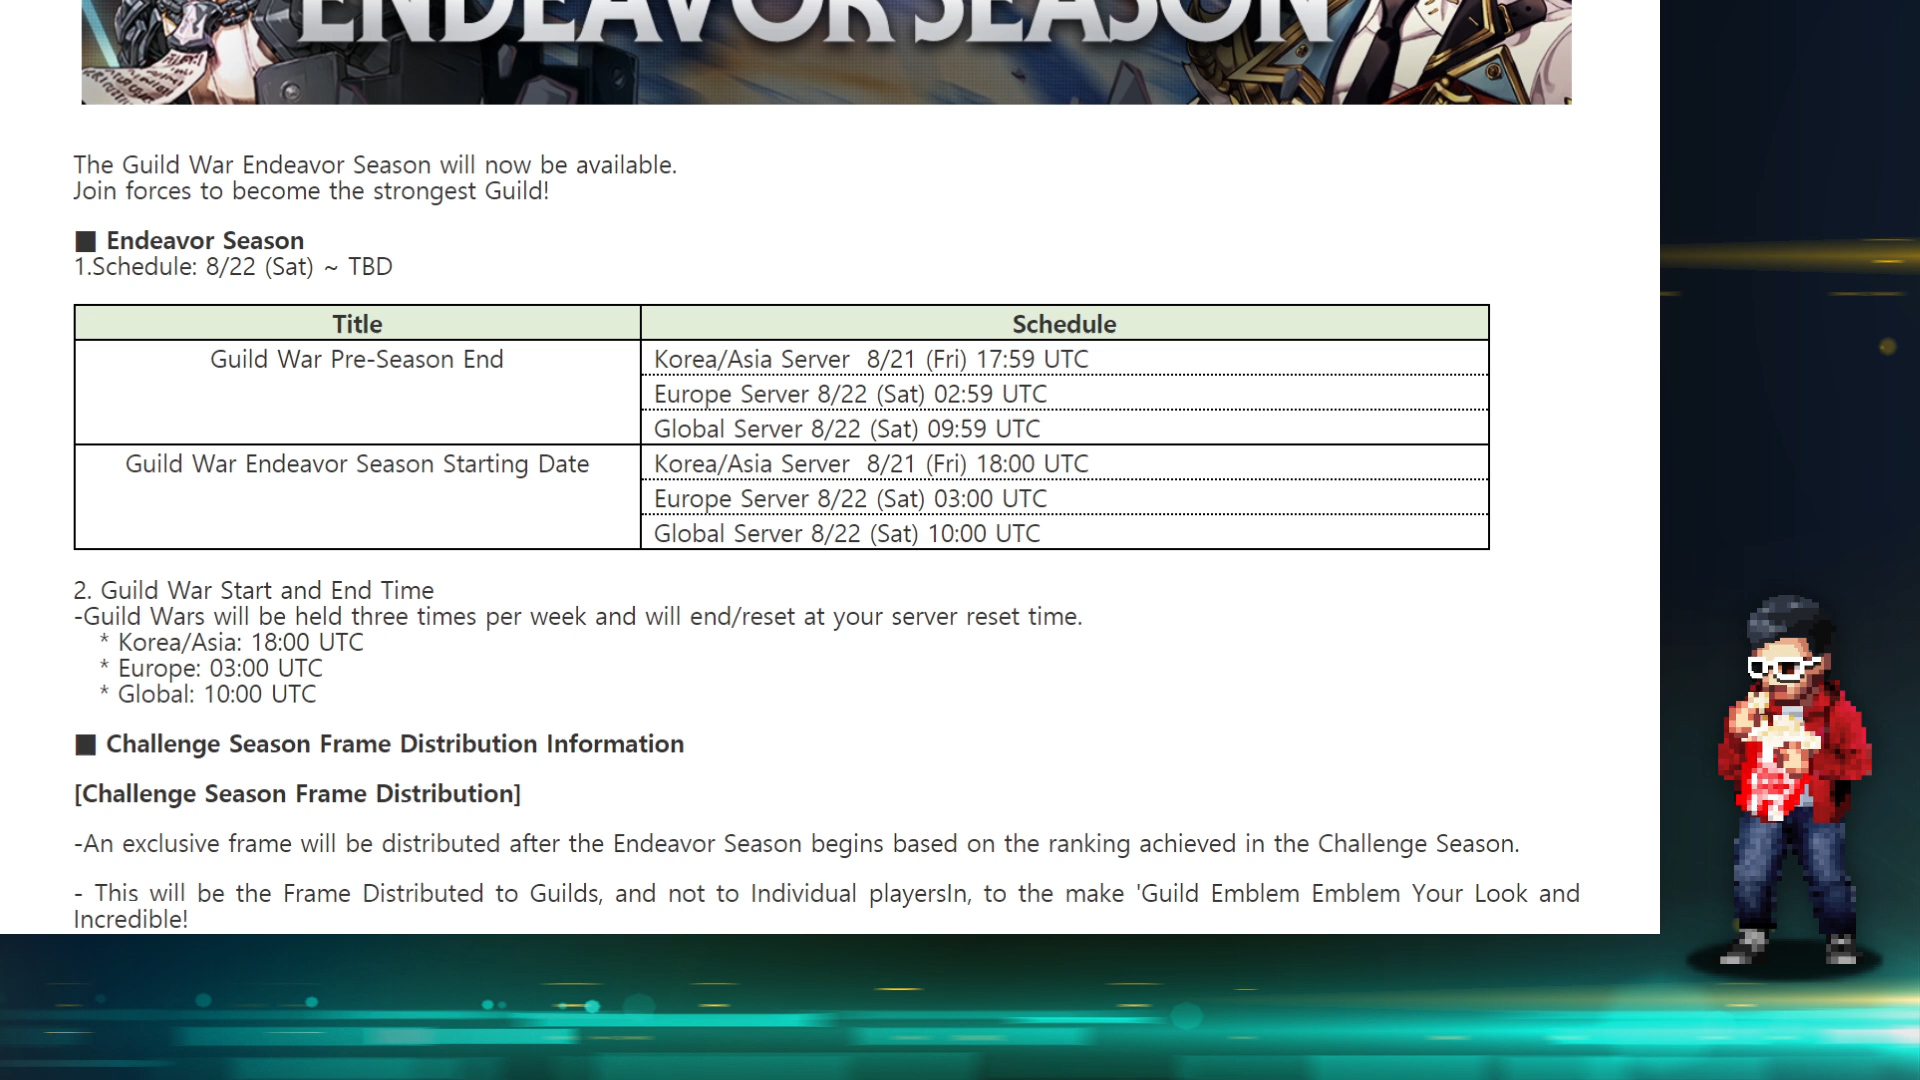 ENDEAVOR SEASON
The Guild War Endeavor Season will now be available.
Join forces to become the strongest Guild!
■ Endeavor Season
1.Schedule: 8/22 (Sat) ~ TBD
Title Schedule
Guild War Pre-Season End Korea/Asia Server 8/21 (Fri) 17:59 UTC
Europe Server 8/22 (Sat) 02:59 UTC
Global Server 8/22 (Sat) 09:59 UTC
Guild War Endeavor Season Starting Date Korea/Asia Server 8/21 (Fri) 18:00 UTC
Europe Server 8/22 (Sat) 03:00 UTC
Global Server 8/22 (Sat) 10:00 UTC
2. Guild War Start and End Time
-Guild Wars will be held three times per week and will end/reset at your server reset time.
* Korea/Asia: 18:00 UTC
* Europe: 03:00 UTC
* Global: 10:00 UTC
■ Challenge Season Frame Distribution Information
[Challenge Season Frame Distribution]
-An exclusive frame will be distributed after the Endeavor Season begins based on the ranking achieved in the Challenge Season.
- This will be the Frame Distributed to Guilds, and not to Individual playersIn, to the make 'Guild Emblem Emblem Your Look and
Incredible!